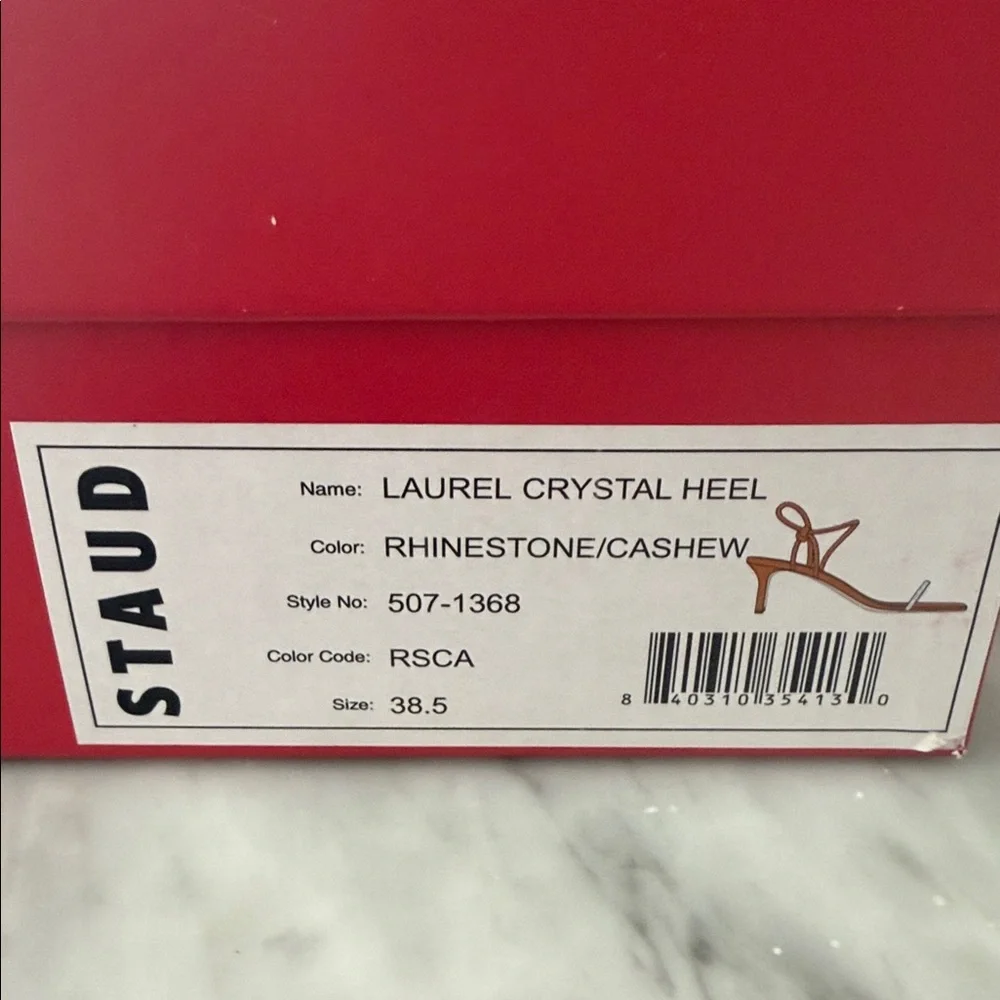 STAUD
Name: LAUREL CRYSTAL HEEL
Color: RHINESTONE/CASHEW
Style No: 507-1368
Color Code: RSCA
Size: 38.5
8 40310 35413 0